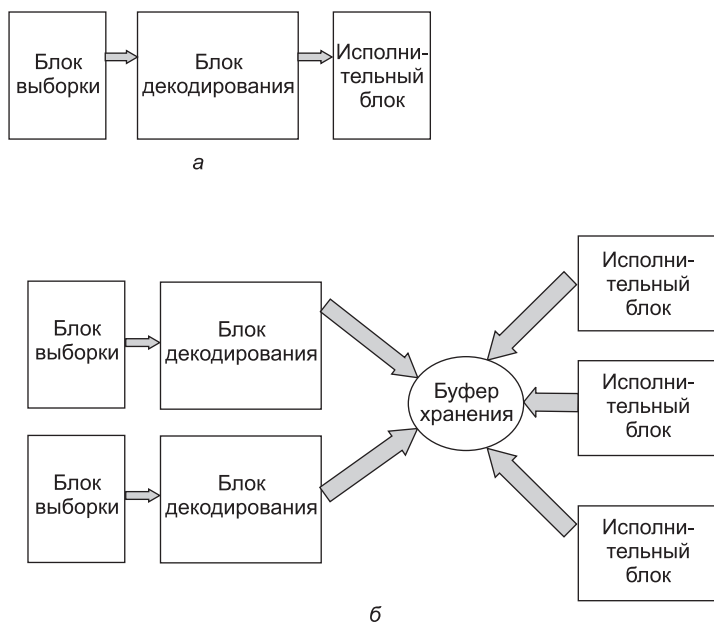 Блок
выборки
Блок
декодирования
Исполни-
тельный
блок
а
Блок
выборки
Блок
декодирования
Блок
выборки
Блок
декодирования
Буфер
хранения
Исполни-
тельный
блок
Исполни-
тельный
блок
Исполни-
тельный
блок
б